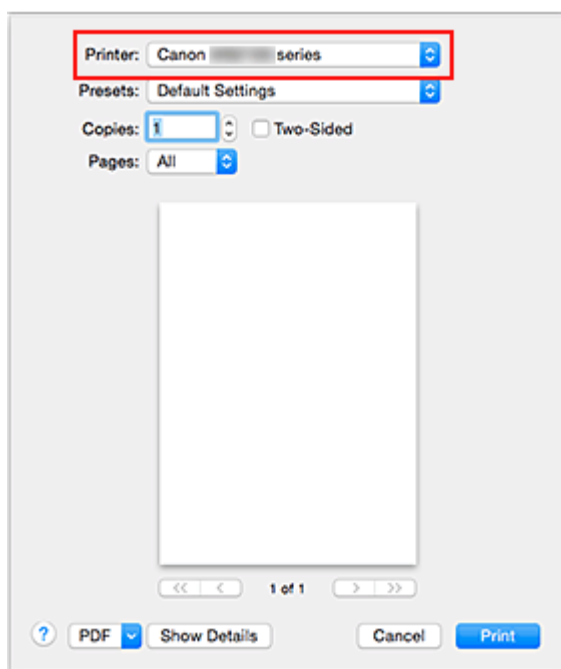 Printer: Canon series
Presets: Default Settings
Copies: 1 Two-Sided
Pages: All
<< < 1 of 1 > >>
? PDF Show Details Cancel Print